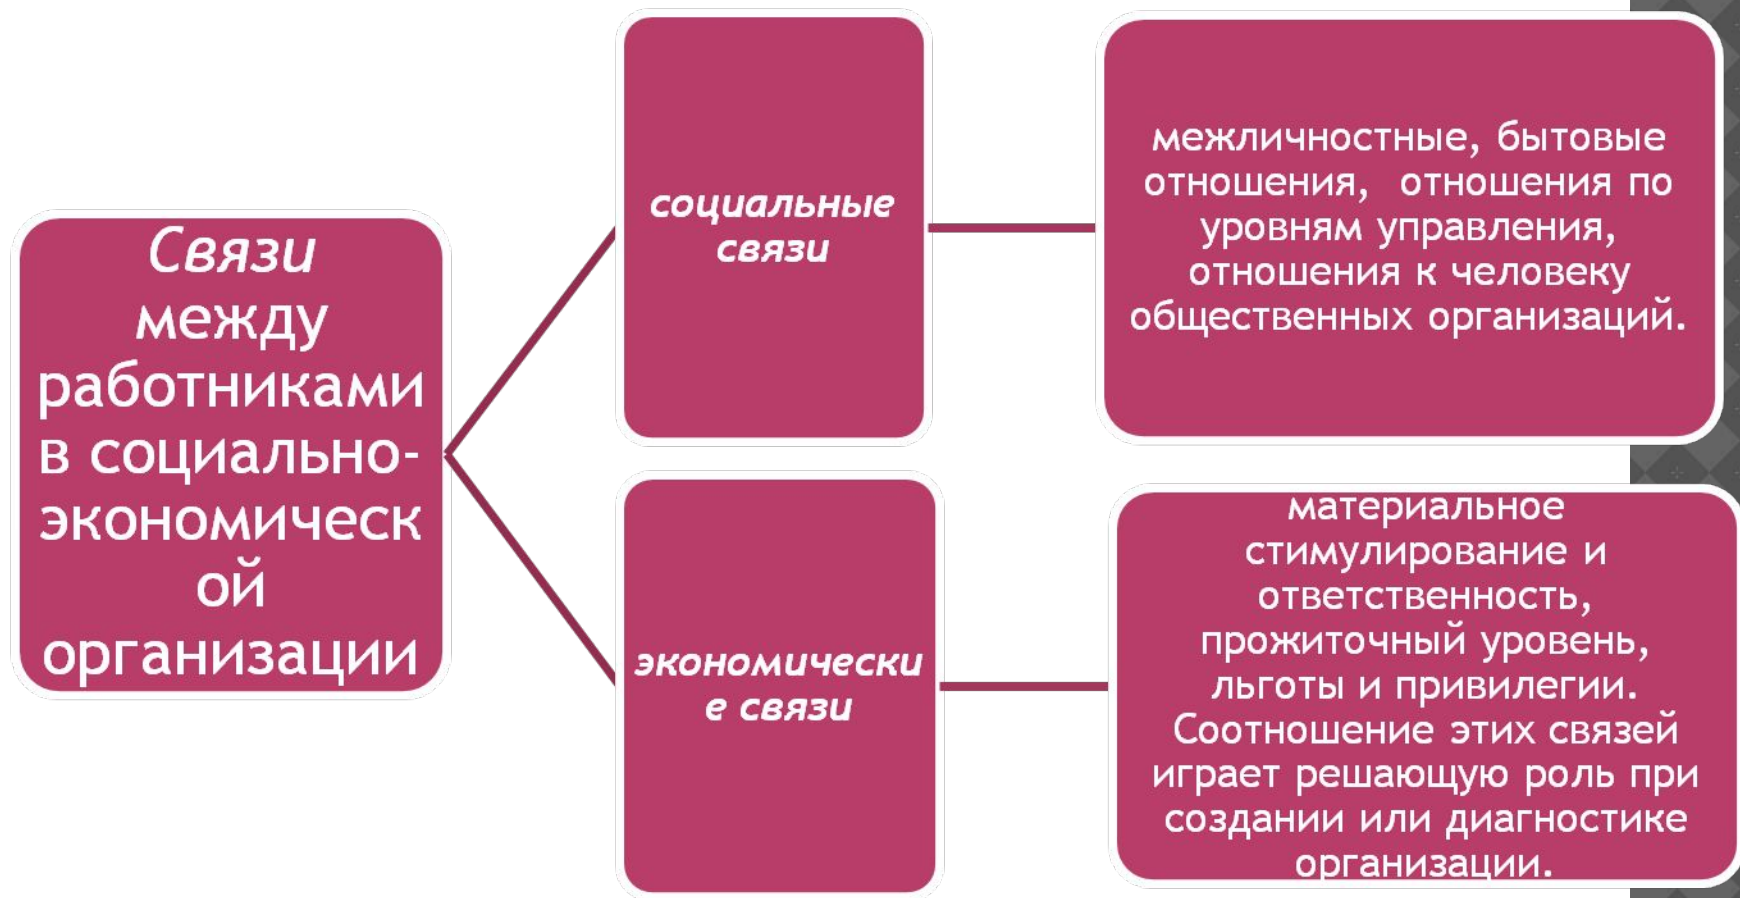 Связи
между
работниками
в социально-
экономическ
ой
организации
социальные
связи
межличностные, бытовые
отношения, отношения по
уровням управления,
отношения к человеку
общественных организаций.
экономически
е связи
материальное
стимулирование и
ответственность,
прожиточный уровень,
льготы и привилегии.
Соотношение этих связей
играет решающую роль при
создании или диагностике
организации.